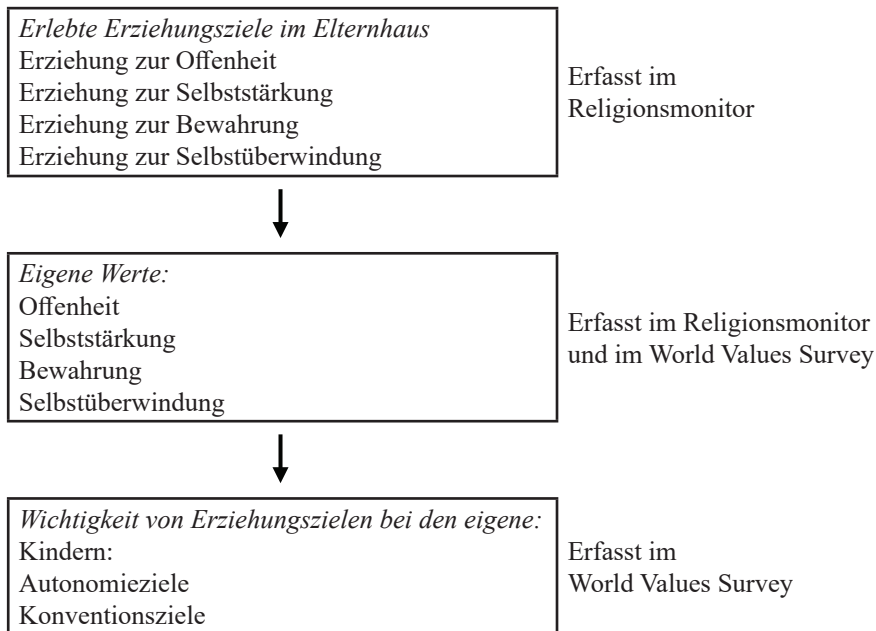 Erlebte Erziehungsziele im Elternhaus
Erziehung zur Offenheit
Erziehung zur Selbststärkung
Erziehung zur Bewahrung
Erziehung zur Selbstüberwindung
Erfasst im
Religionsmonitor
Eigene Werte:
Offenheit
Selbststärkung
Bewahrung
Selbstüberwindung
Erfasst im Religionsmonitor
und im World Values Survey
Wichtigkeit von Erziehungszielen bei den eigene:
Kindern:
Autonomieziele
Konventionsziele
Erfasst im
World Values Survey